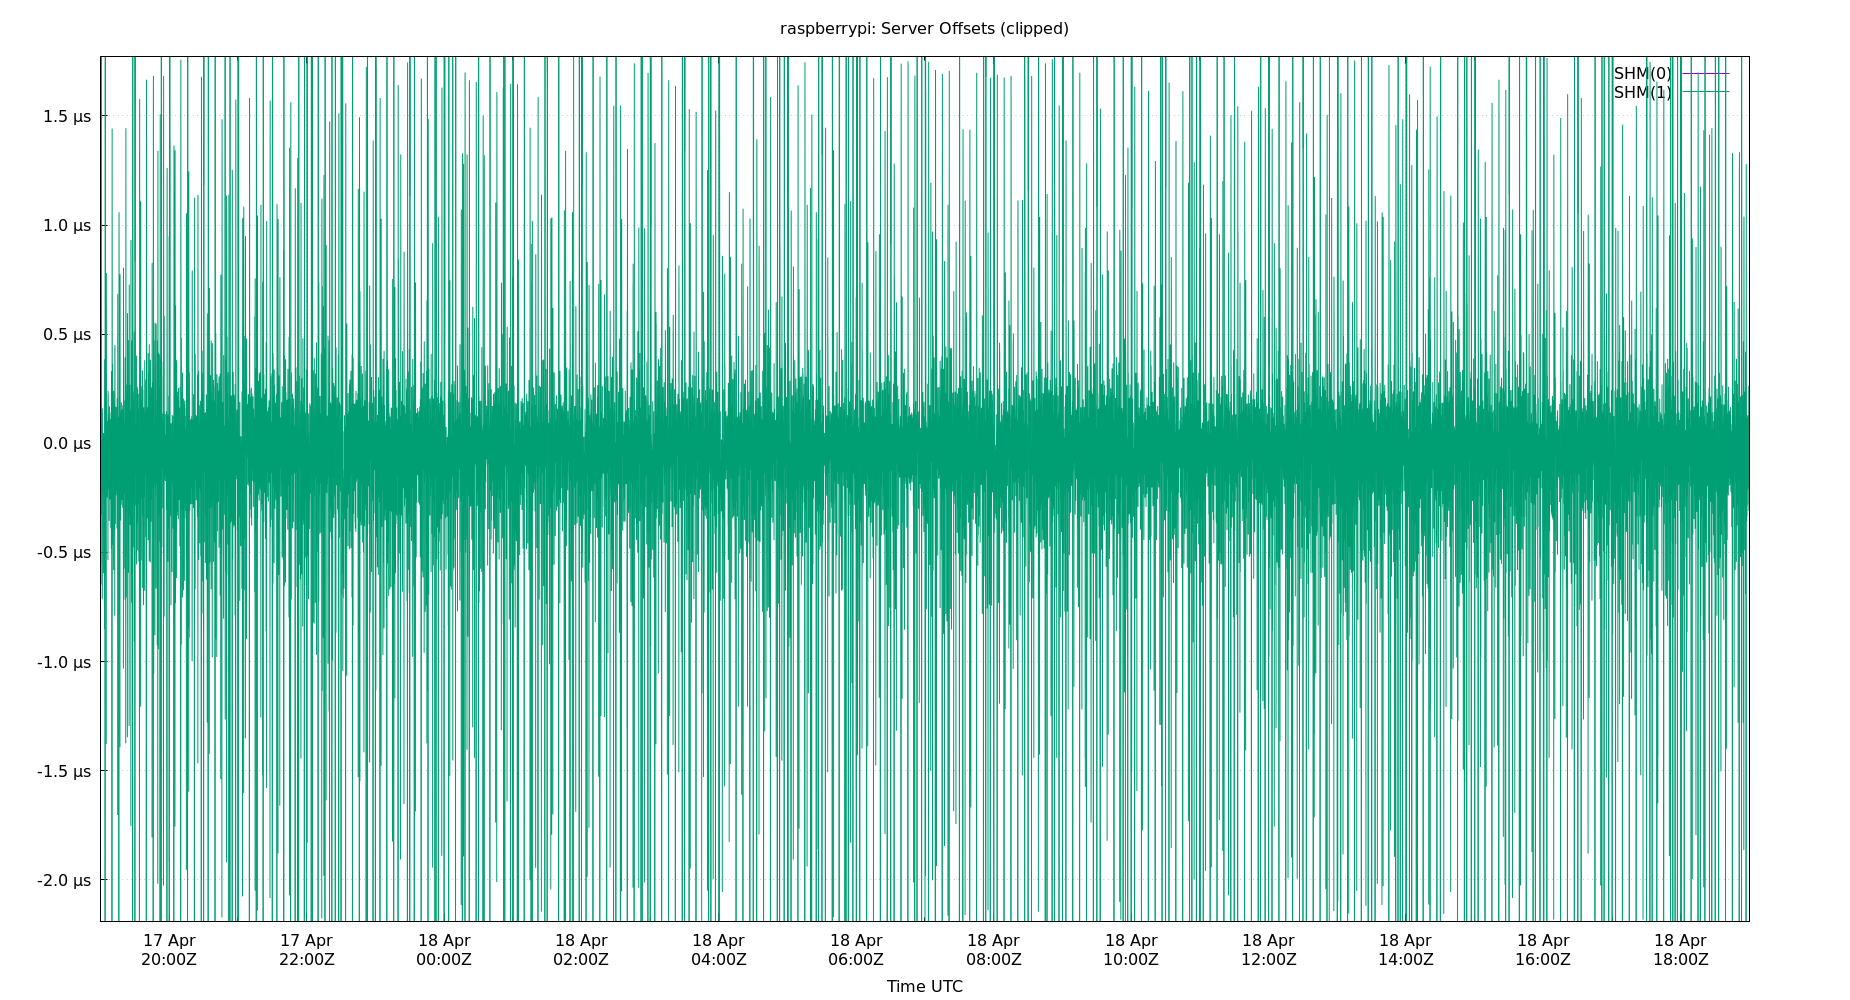 raspberrypi: Server Offsets (clipped)
SHM(0)
SHM(1)
1.5 µs
1.0 µs
0.5 µs
0.0 µs
-0.5 µs
-1.0 µs
-1.5 µs
-2.0 µs
17 Apr 17 Apr 18 Apr 18 Apr 18 Apr 18 Apr 18 Apr 18 Apr 18 Apr 18 Apr 18 Apr 18 Apr
20:00Z 22:00Z 00:00Z 02:00Z 04:00Z 06:00Z 08:00Z 10:00Z 12:00Z 14:00Z 16:00Z 18:00Z
Time UTC